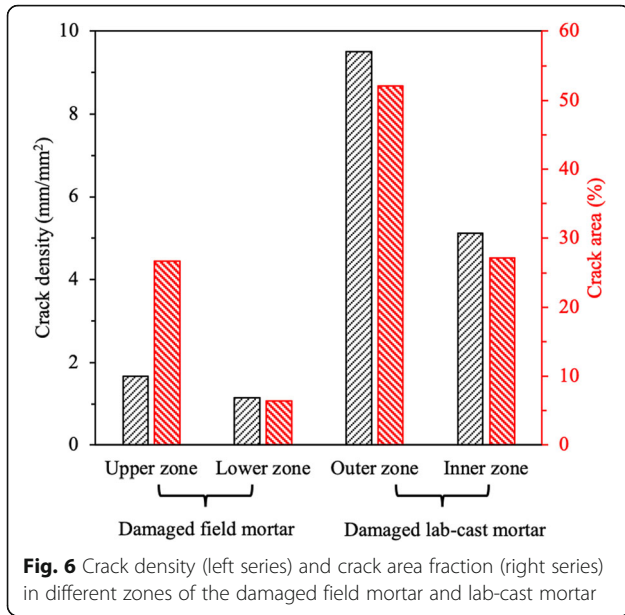 10
8
6
4
2
0
Crack density (mm/mm²)
60
50
40
30
20
10
0
Crack area (%)
Upper zone Lower zone Outer zone Inner zone
Damaged field mortar Damaged lab-cast mortar
Fig. 6 Crack density (left series) and crack area fraction (right series)
in different zones of the damaged field mortar and lab-cast mortar